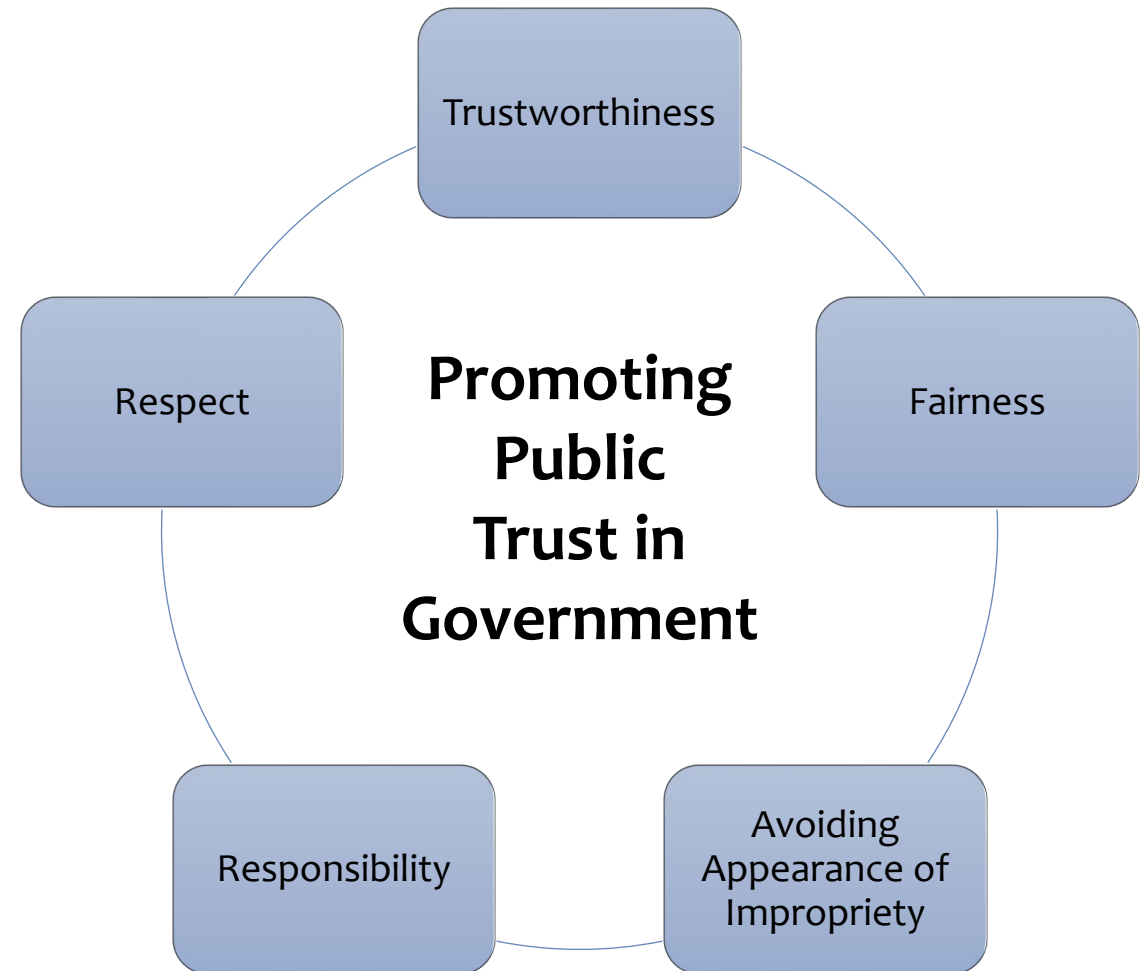 Trustworthiness
Respect
Promoting
Public
Trust in
Government
Fairness
Responsibility
Avoiding
Appearance of
Impropriety